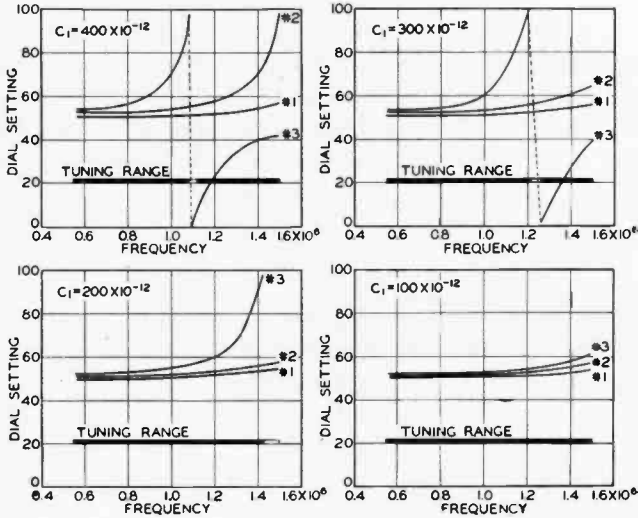 C₁=400×10⁻¹²
DIAL SETTING
100
80
60
40
20
0
#2
#1
#3
TUNING RANGE
0.4 0.6 0.8 1.0 1.2 1.4 1.6×10⁶
FREQUENCY
C₁=300×10⁻¹²
DIAL SETTING
100
80
60
40
20
0
#2
#1
#3
TUNING RANGE
0.4 0.6 0.8 1.0 1.2 1.4 1.6×10⁶
FREQUENCY
C₁=200×10⁻¹²
DIAL SETTING
100
80
60
40
20
#3
#2
#1
TUNING RANGE
0.4 0.6 0.8 1.0 1.2 1.4 1.6×10⁶
FREQUENCY
C₁=100×10⁻¹²
DIAL SETTING
100
80
60
40
20
#3
#2
#1
TUNING RANGE
0.4 0.6 0.8 1.0 1.2 1.4 1.6×10⁶
FREQUENCY